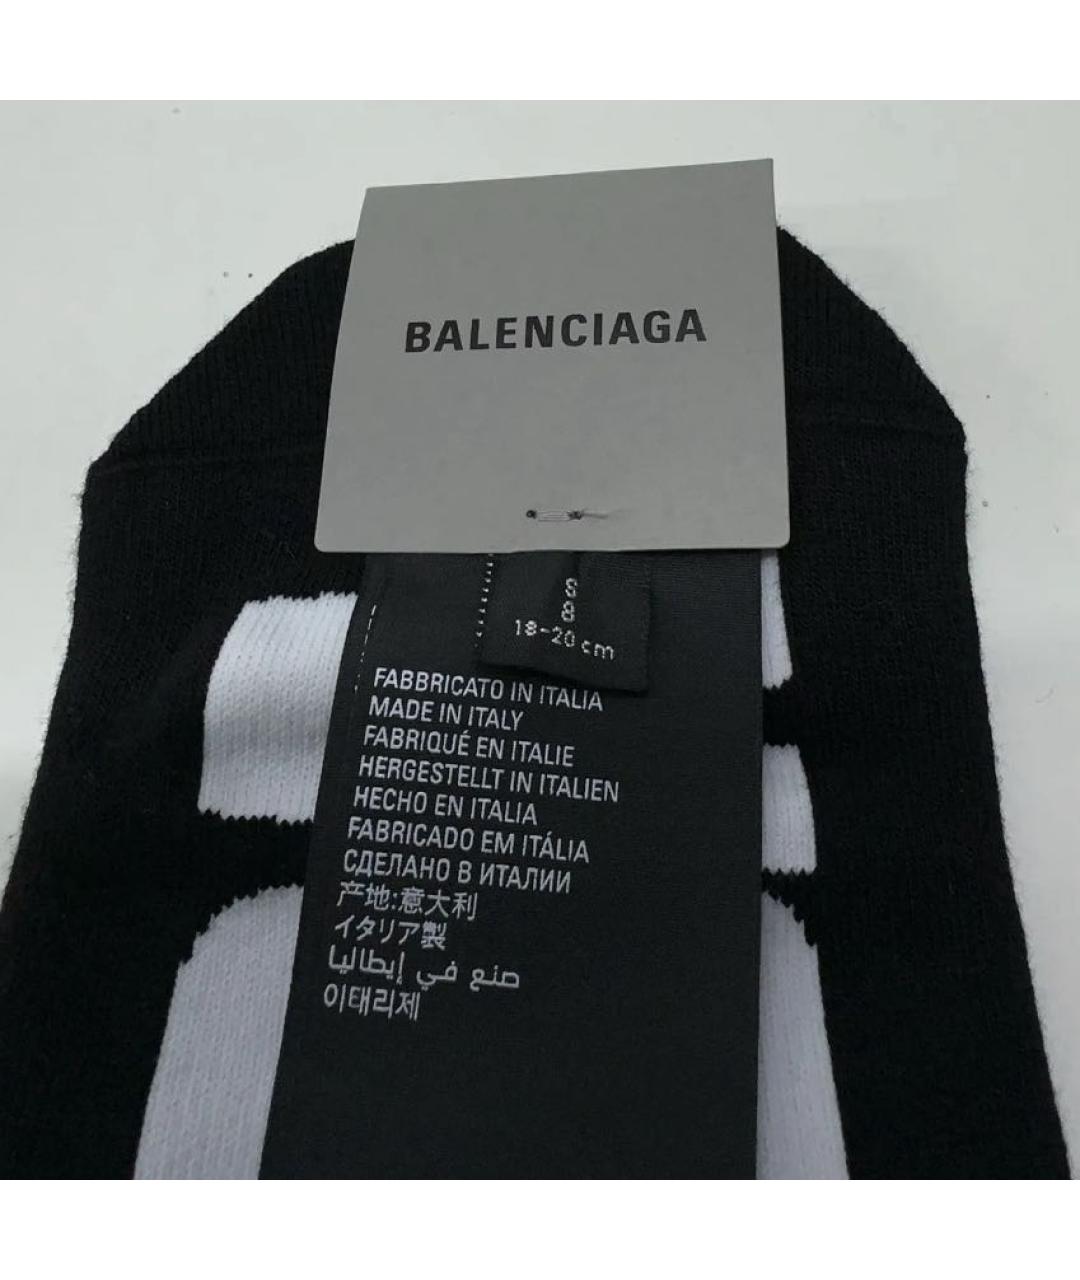 BALENCIAGA
S
8
18-20 cm
FABBRICATO IN ITALIA
MADE IN ITALY
FABRIQUÉ EN ITALIE
HERGESTELLT IN ITALIEN
HECHO EN ITALIA
FABRICADO EM ITÁLIA
СДЕЛАНО В ИТАЛИИ
产地:意大利
イタリア製
صنع في إيطاليا
이태리제